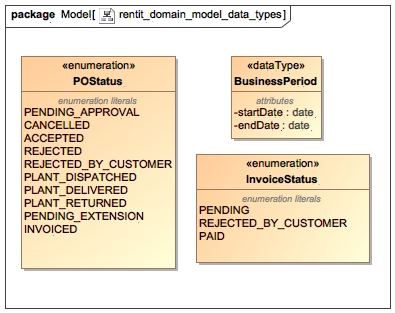 package Model[ rentit_domain_model_data_types]
«enumeration»
POStatus
enumeration literals
PENDING_APPROVAL
CANCELLED
ACCEPTED
REJECTED
REJECTED_BY_CUSTOMER
PLANT_DISPATCHED
PLANT_DELIVERED
PLANT_RETURNED
PENDING_EXTENSION
INVOICED
«dataType»
BusinessPeriod
attributes
-startDate : date
-endDate : date
«enumeration»
InvoiceStatus
enumeration literals
PENDING
REJECTED_BY_CUSTOMER
PAID